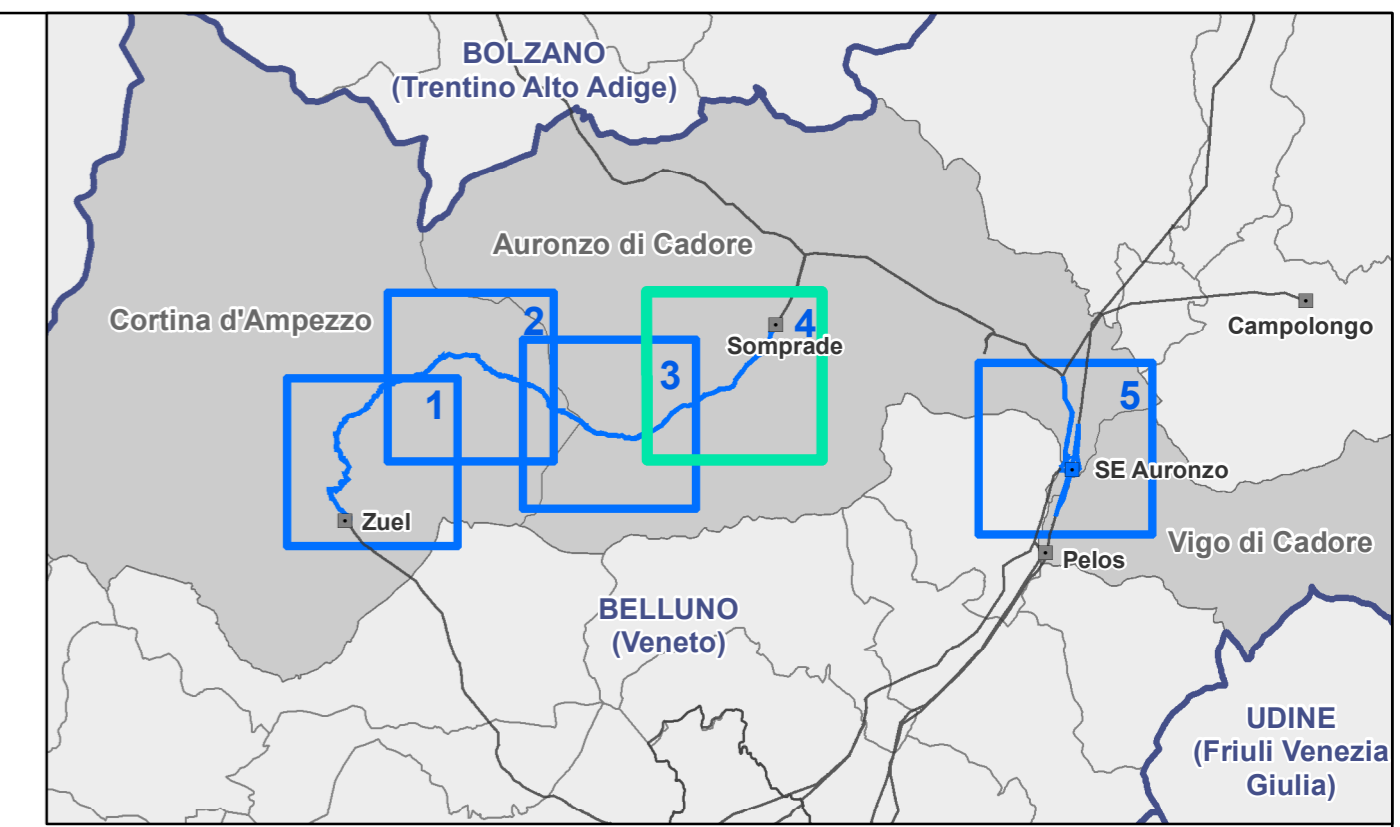 BOLZANO
(Trentino Alto Adige)
Auronzo di Cadore
Cortina d'Ampezzo
2
4
Campolongo
Somprade
3
1
5
SE Auronzo
Zuel
Vigo di Cadore
Pelos
BELLUNO
(Veneto)
UDINE
(Friuli Venezia
Giulia)